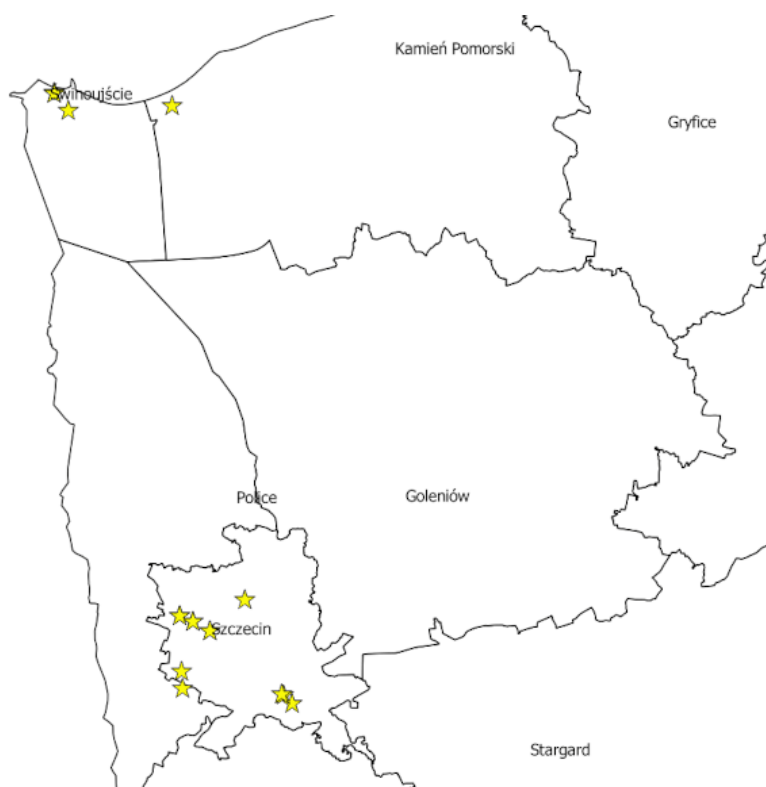 Kamień Pomorski
Świnoujście
Gryfice
Police
Goleniów
Szczecin
Stargard